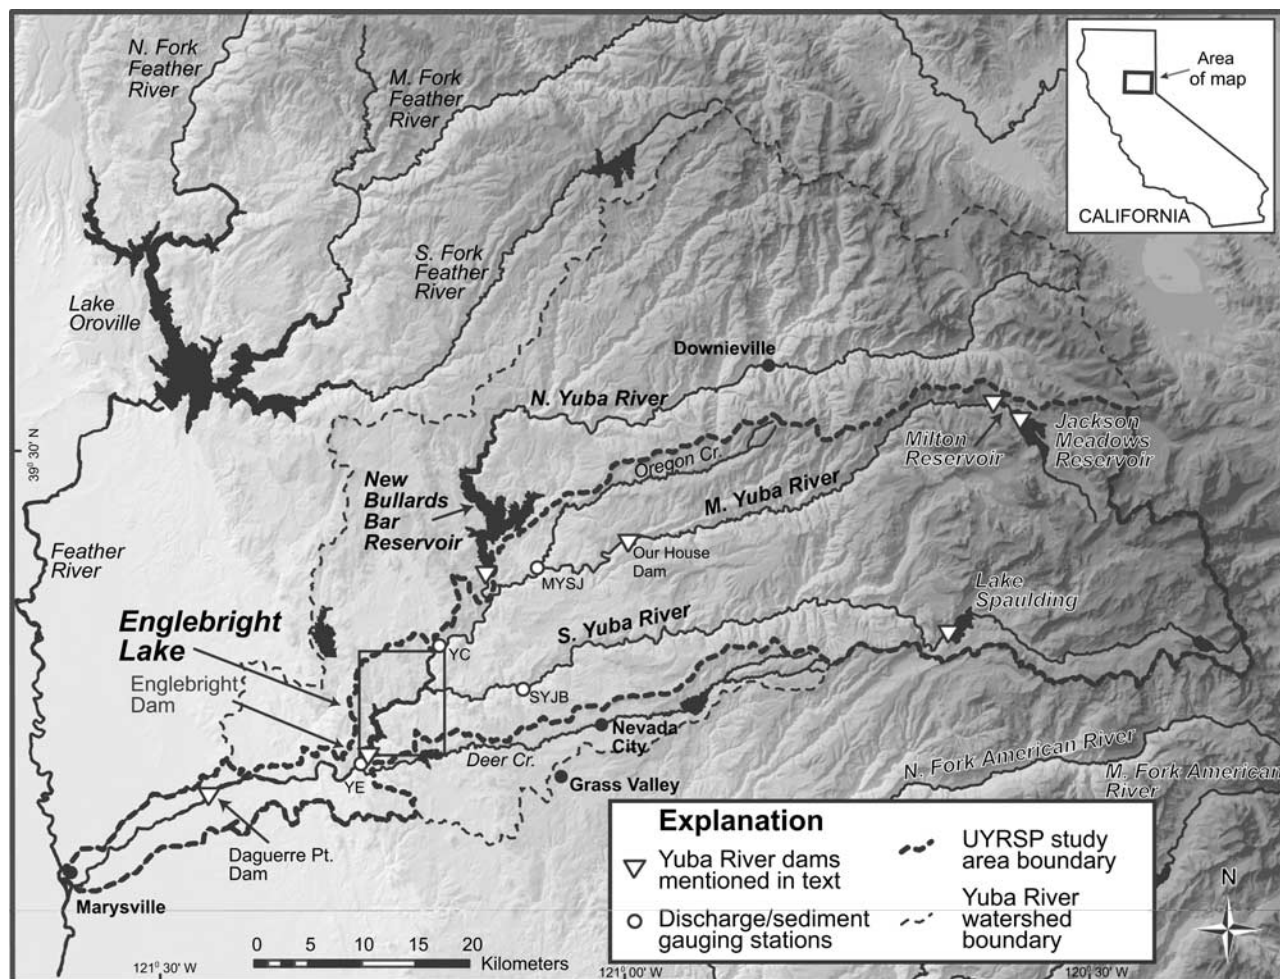 N. Fork
Feather
River
M. Fork
Feather
River
Area
of map
CALIFORNIA
S. Fork
Feather
River
Lake
Oroville
Downieville
N. Yuba River
39⁰ 30' N
Oregon Cr.
Milton
Reservoir
Jackson
Meadows
Reservoir
New
Bullards
Bar
Reservoir
M. Yuba River
Feather
River
Our House
Dam
MYSJ
Lake
Spaulding
Englebright
Lake
S. Yuba River
YC
Englebright
Dam
SYJB
Nevada
City
Deer Cr.
YE
Grass Valley
N. Fork American River
M. Fork American
River
Daguerre Pt.
Dam
Marysville
Explanation
Yuba River dams
mentioned in text
Discharge/sediment
gauging stations
UYRSP study
area boundary
Yuba River
watershed
boundary
N
0 5 10 15 20
Kilometers
121⁰ 30' W
121⁰ 00' W
120⁰ 30' W